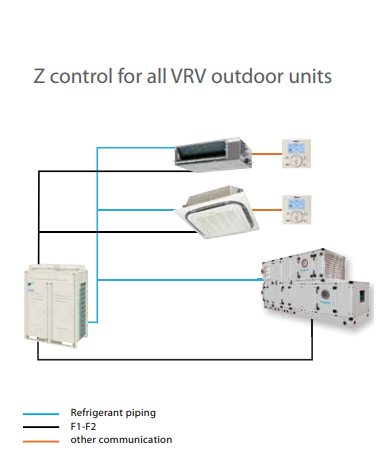 Z control for all VRV outdoor units
Refrigerant piping
F1-F2
other communication